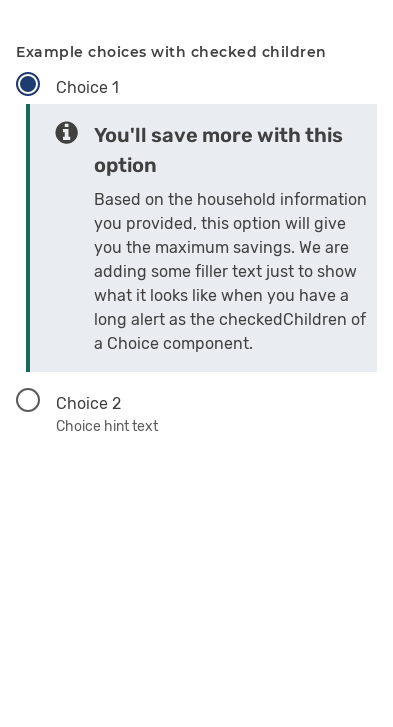 Example choices with checked children
Choice 1
You'll save more with this
option
Based on the household information
you provided, this option will give
you the maximum savings. We are
adding some filler text just to show
what it looks like when you have a
long alert as the checkedChildren of
a Choice component.
Choice 2
Choice hint text